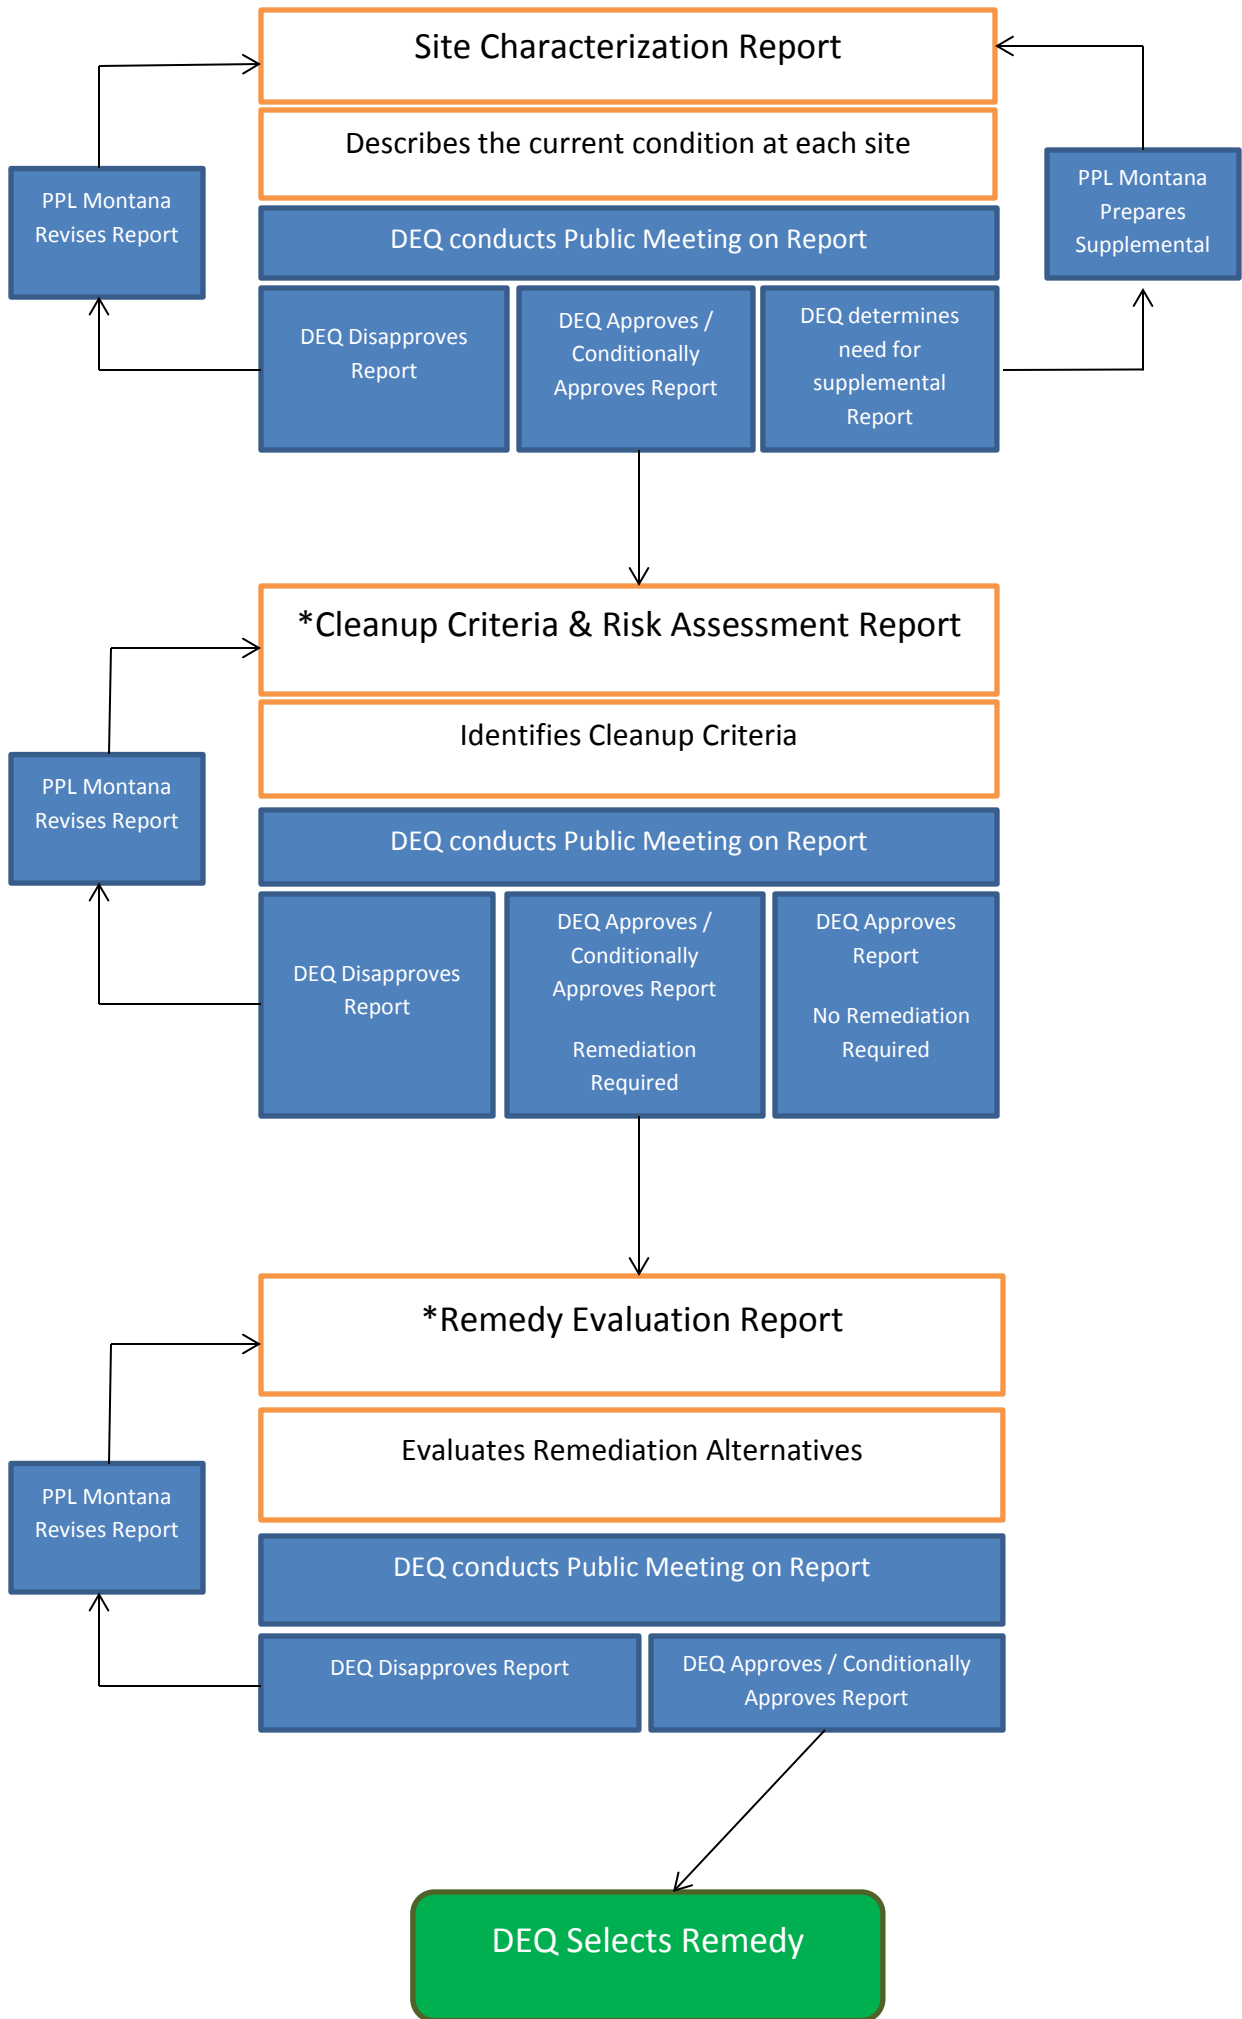 Site Characterization Report
Describes the current condition at each site
PPL Montana
Revises Report
PPL Montana
Prepares
Supplemental
DEQ conducts Public Meeting on Report
DEQ Disapproves
Report
DEQ Approves /
Conditionally
Approves Report
DEQ determines
need for
supplemental
Report
*Cleanup Criteria & Risk Assessment Report
Identifies Cleanup Criteria
PPL Montana
Revises Report
DEQ conducts Public Meeting on Report
DEQ Disapproves
Report
DEQ Approves /
Conditionally
Approves Report
Remediation
Required
DEQ Approves
Report
No Remediation
Required
*Remedy Evaluation Report
Evaluates Remediation Alternatives
PPL Montana
Revises Report
DEQ conducts Public Meeting on Report
DEQ Disapproves Report
DEQ Approves / Conditionally
Approves Report
DEQ Selects Remedy